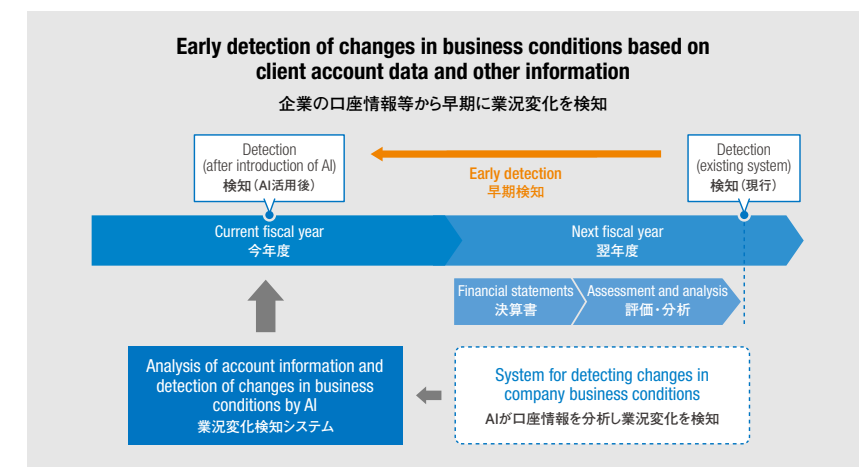 Early detection of changes in business conditions based on
client account data and other information
企業の口座情報等から早期に業況変化を検知
Detection
(after introduction of AI)
検知（AI活用後）
Early detection
早期検知
Detection
(existing system)
検知（現行）
Current fiscal year
今年度
Next fiscal year
翌年度
Financial statements
決算書
Assessment and analysis
評価・分析
Analysis of account information and
detection of changes in business
conditions by AI
業況変化検知システム
System for detecting changes in
company business conditions
AIが口座情報を分析し業況変化を検知